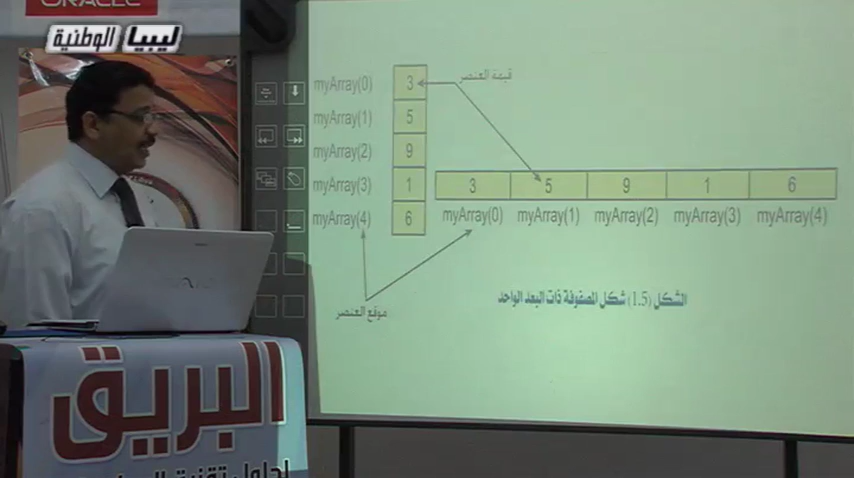 ORACLE
ليبيا الوطنية
myArray(0) 3
myArray(1) 5
myArray(2) 9
myArray(3) 1
myArray(4) 6
قيمة العنصر
3 5 9 1 6
myArray(0) myArray(1) myArray(2) myArray(3) myArray(4)
موقع العنصر
الشكل (1.5) شكل المصفوفة ذات البعد الواحد
البريق
لحلول تقنية